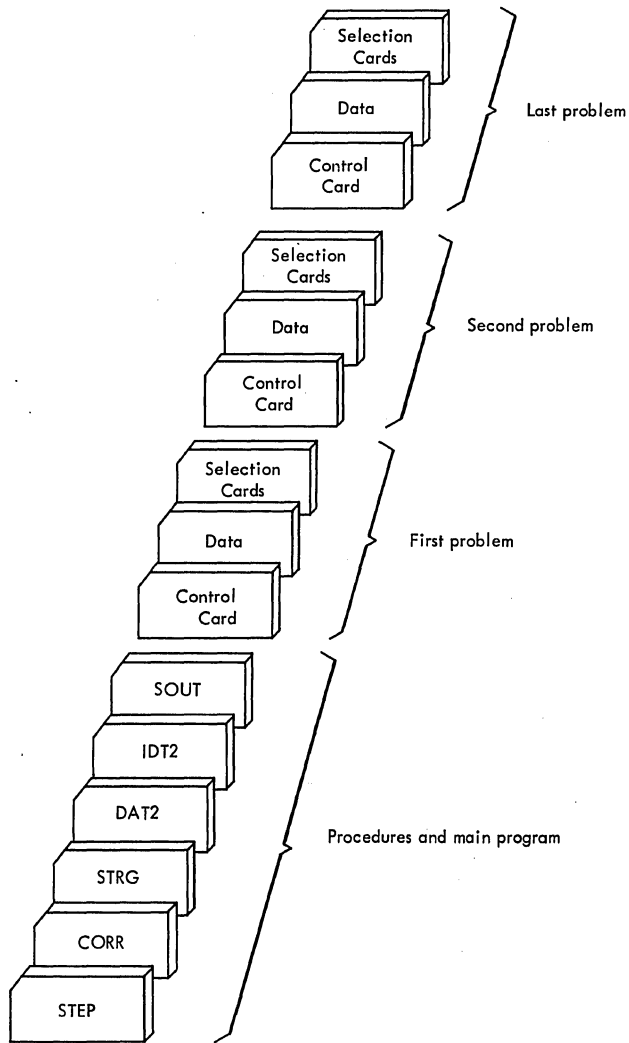 Selection
Cards
Data
Control
Card
Last problem
Selection
Cards
Data
Control
Card
Second problem
Selection
Cards
Data
Control
Card
First problem
SOUT
IDT2
DAT2
STRG
CORR
STEP
Procedures and main program